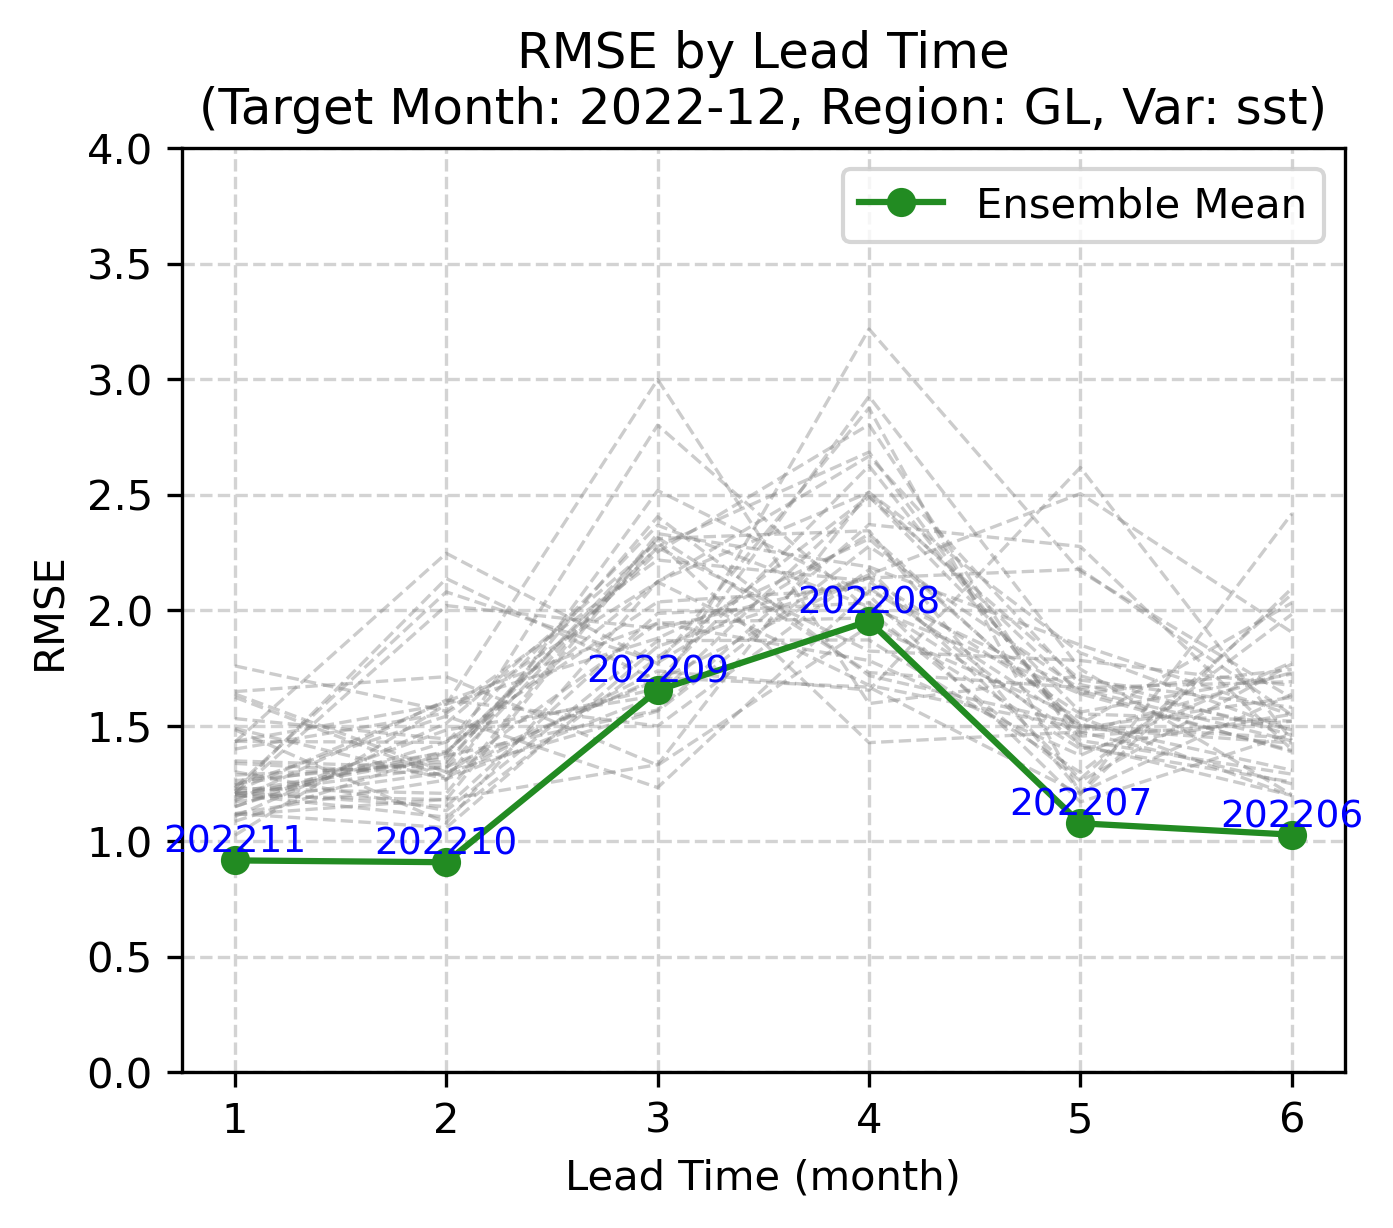 RMSE by Lead Time
(Target Month: 2022-12, Region: GL, Var: sst)
4.0
3.5
3.0
2.5
2.0
1.5
1.0
0.5
0.0
RMSE
Ensemble Mean
202211
202210
202209
202208
202207
202206
1 2 3 4 5 6
Lead Time (month)